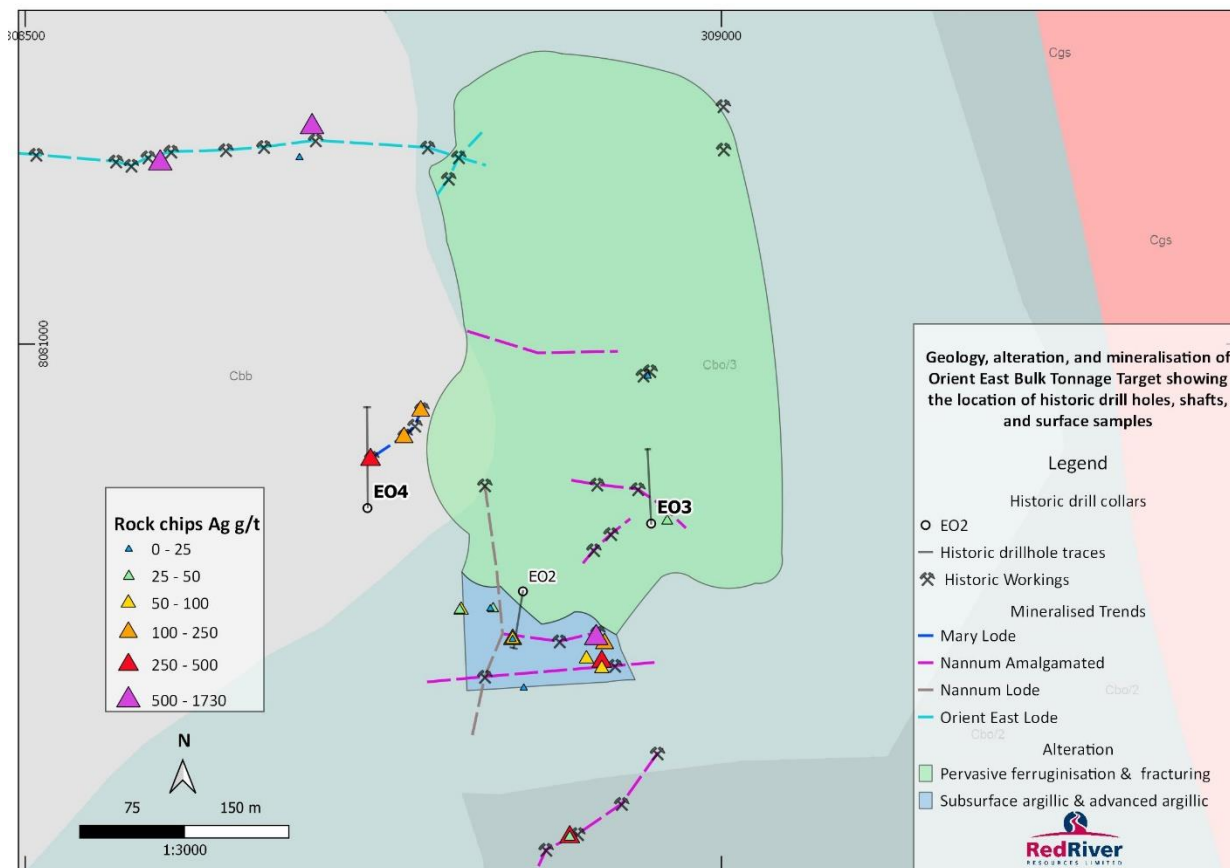 308500
309000
Cgs
Cgs
8081000
Cbb
Cbo/3
EO4
EO3
EO2
Cbo/2
Cbo/2
Rock chips Ag g/t
0 - 25
25 - 50
50 - 100
100 - 250
250 - 500
500 - 1730
N
75 150 m
1:3000
Geology, alteration, and mineralisation of
Orient East Bulk Tonnage Target showing
the location of historic drill holes, shafts,
and surface samples
Legend
Historic drill collars
EO2
Historic drillhole traces
Historic Workings
Mineralised Trends
Mary Lode
Nannum Amalgamated
Nannum Lode
Orient East Lode
Alteration
Pervasive ferruginisation & fracturing
Subsurface argillic & advanced argillic
RedRiver
RESOURCES LIMITED